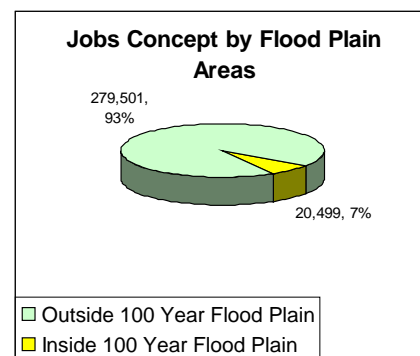 Jobs Concept by Flood Plain
Areas
279,501,
93%
20,499, 7%
Outside 100 Year Flood Plain
Inside 100 Year Flood Plain